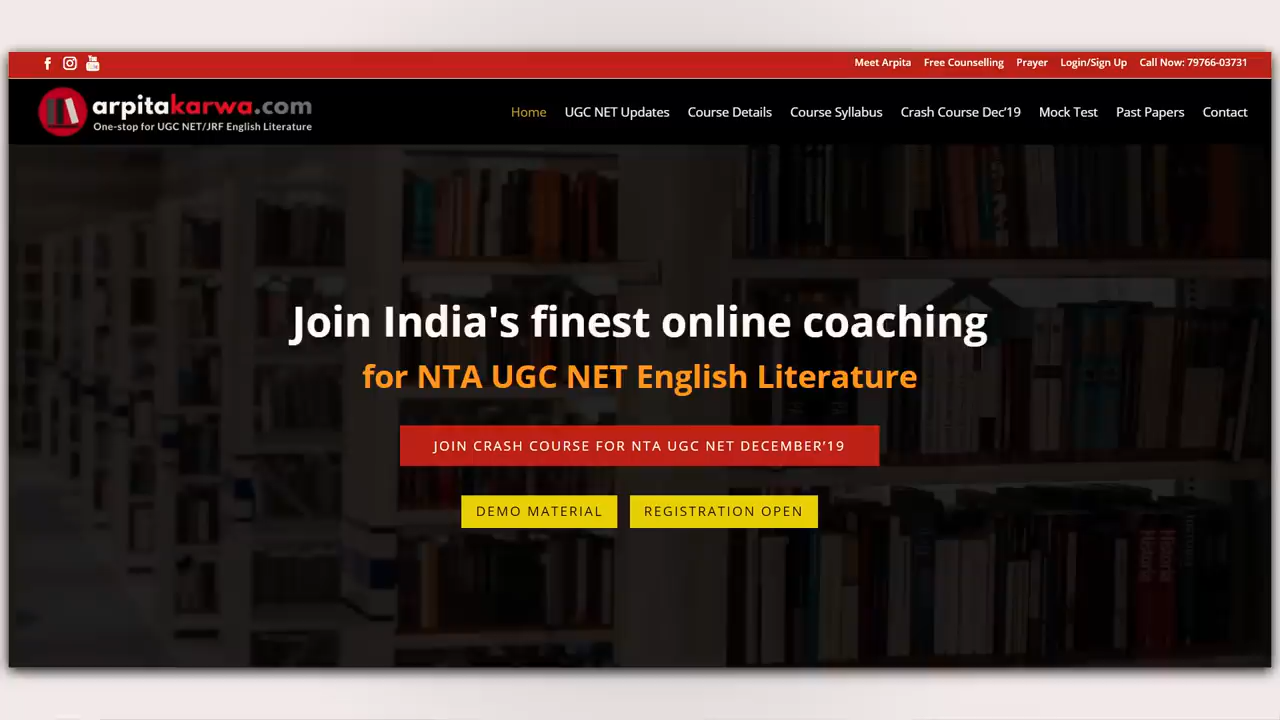 Meet Arpita Free Counselling Prayer Login/Sign Up Call Now: 79766-03731
arpitakarwa.com
One-stop for UGC NET/JRF English Literature
Home UGC NET Updates Course Details Course Syllabus Crash Course Dec'19 Mock Test Past Papers Contact
Join India's finest online coaching
for NTA UGC NET English Literature
JOIN CRASH COURSE FOR NTA UGC NET DECEMBER'19
DEMO MATERIAL REGISTRATION OPEN